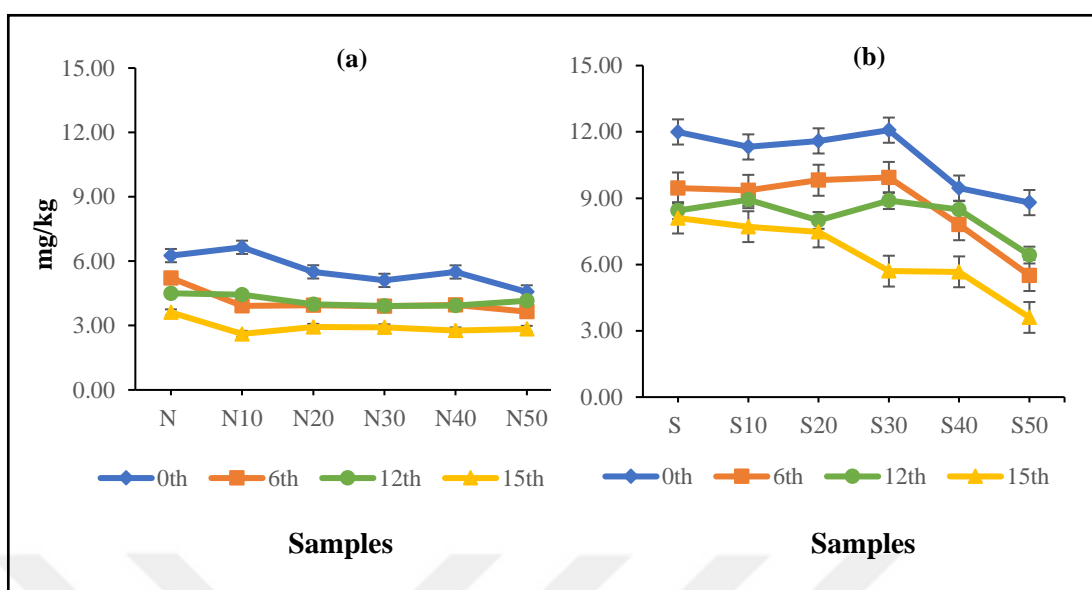 (a)
mg/kg
15.00
12.00
9.00
6.00
3.00
0.00
N N10 N20 N30 N40 N50
0th 6th 12th 15th
Samples
(b)
15.00
12.00
9.00
6.00
3.00
0.00
S S10 S20 S30 S40 S50
0th 6th 12th 15th
Samples